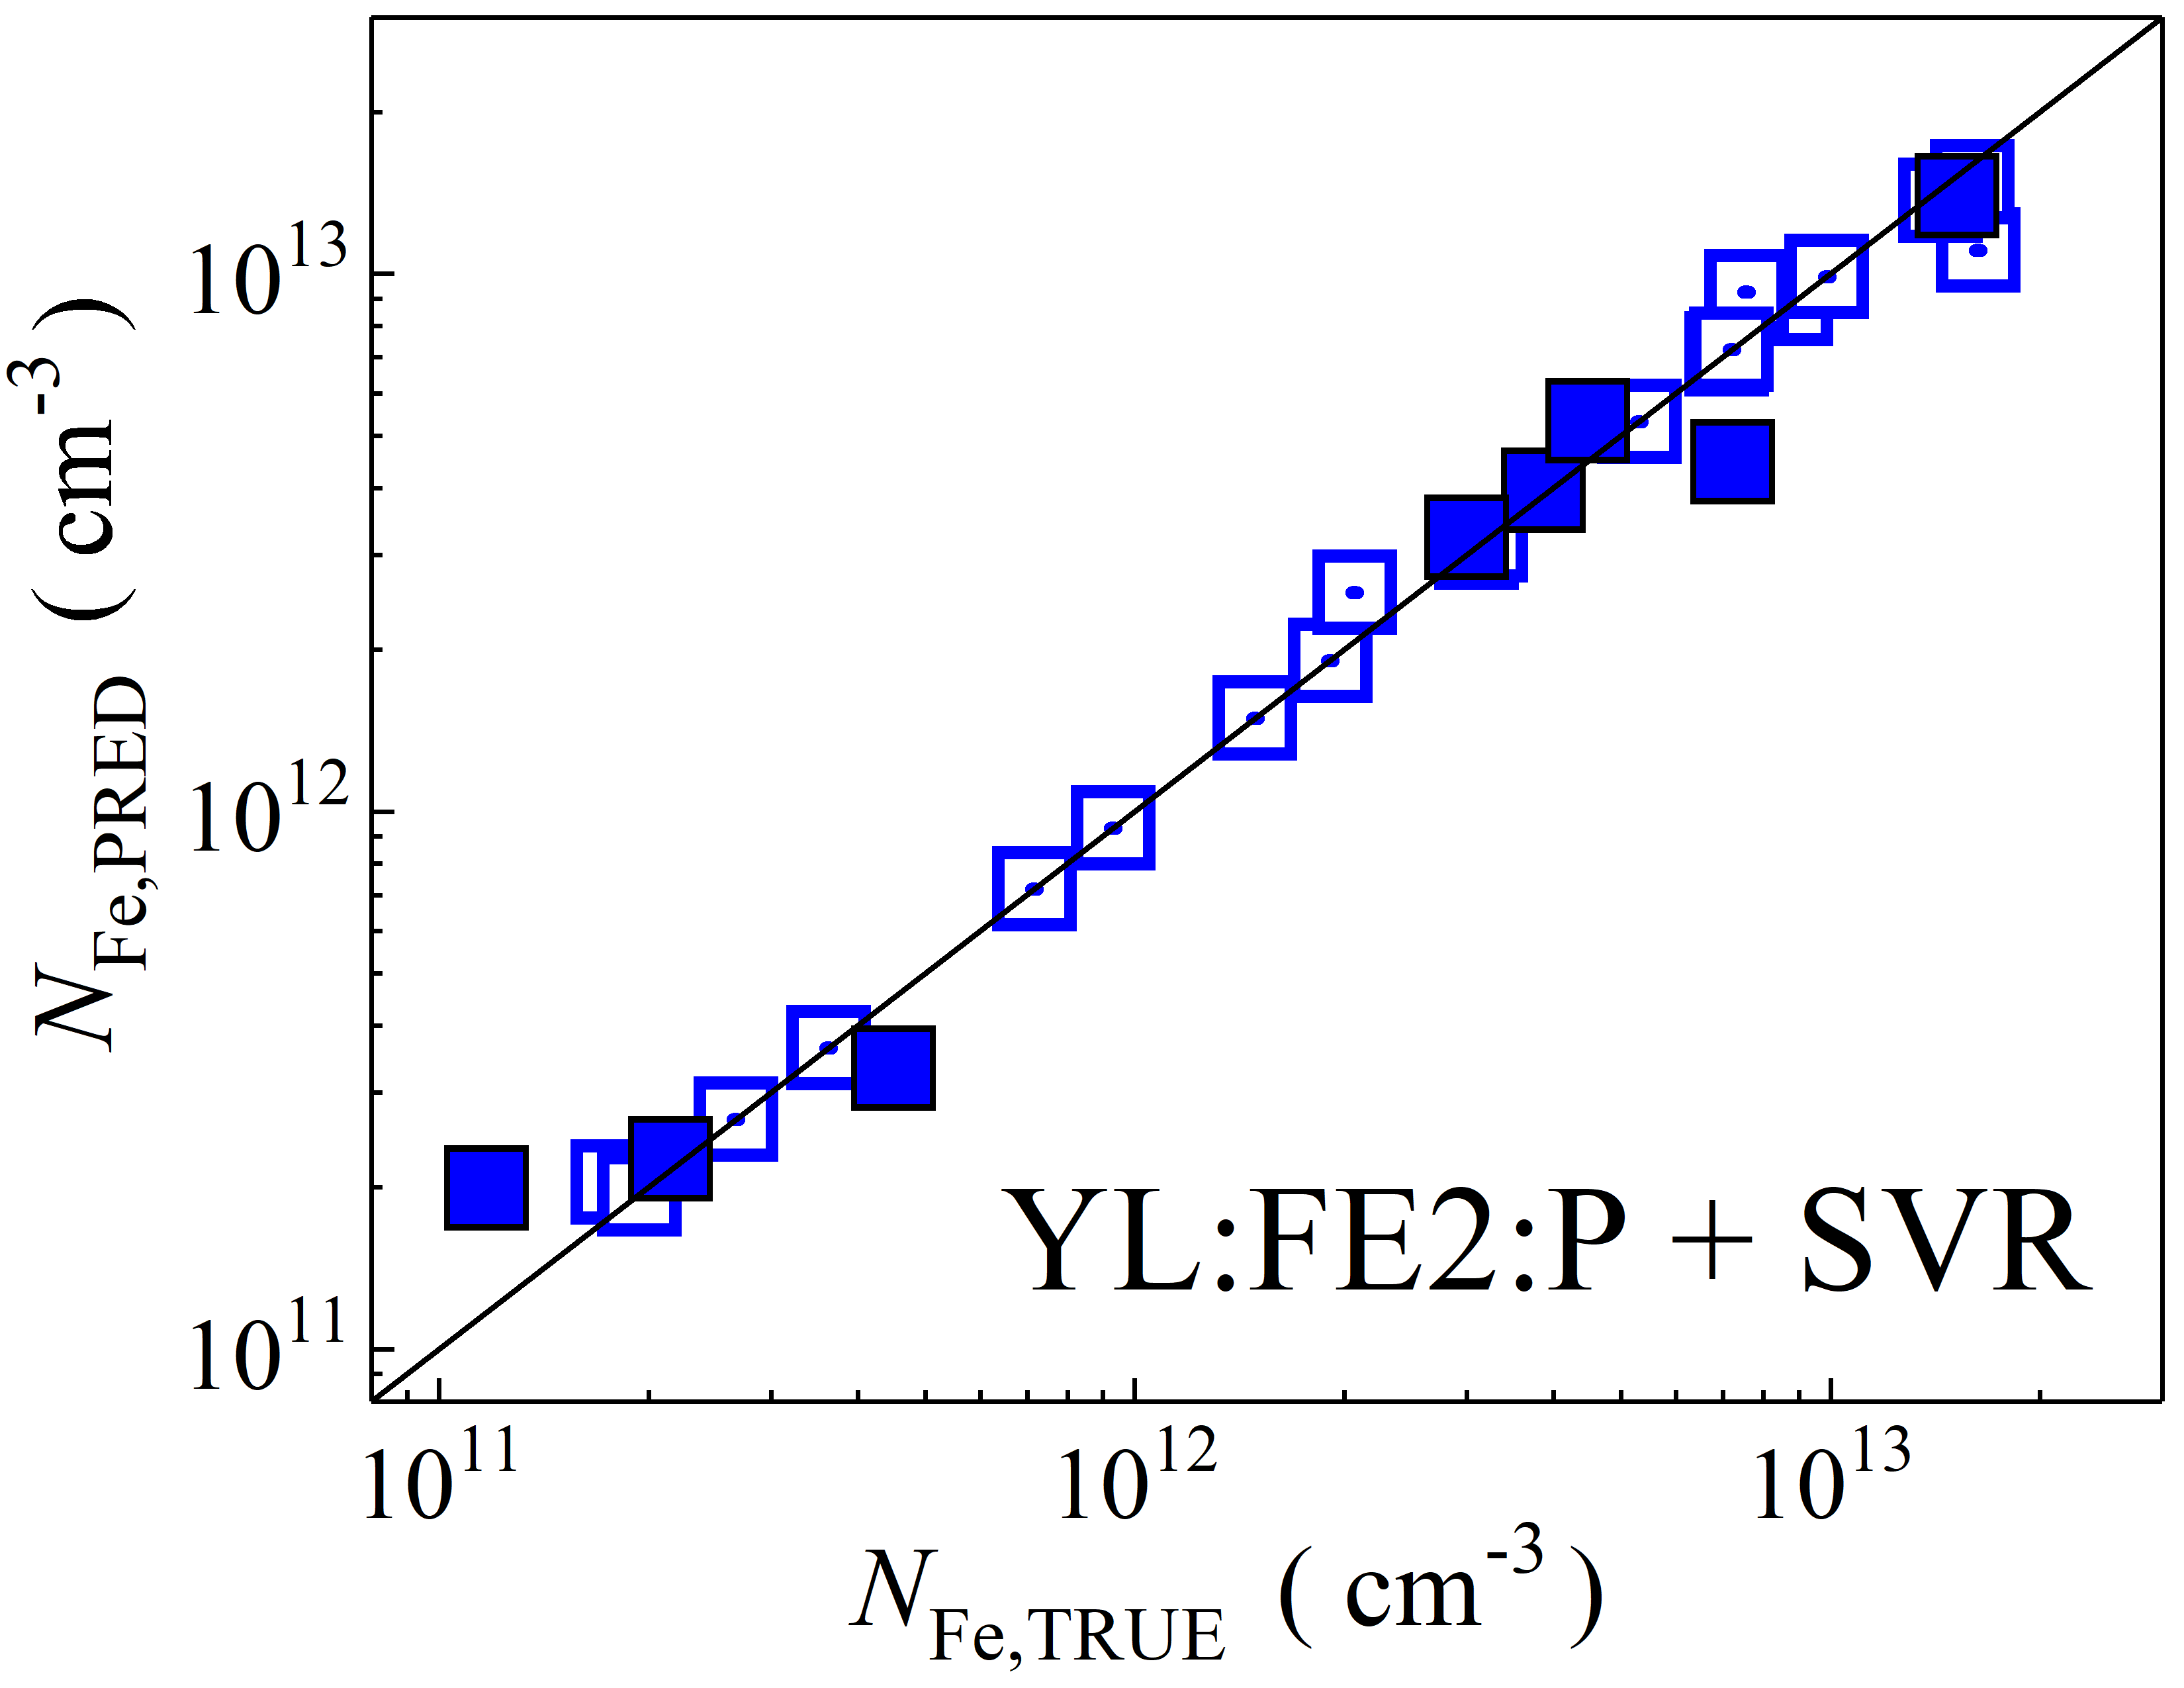 N_Fe,PRED ( cm^-3 )
10^13
10^12
10^11
YL:FE2:P + SVR
10^11 10^12 10^13
N_Fe,TRUE ( cm^-3 )